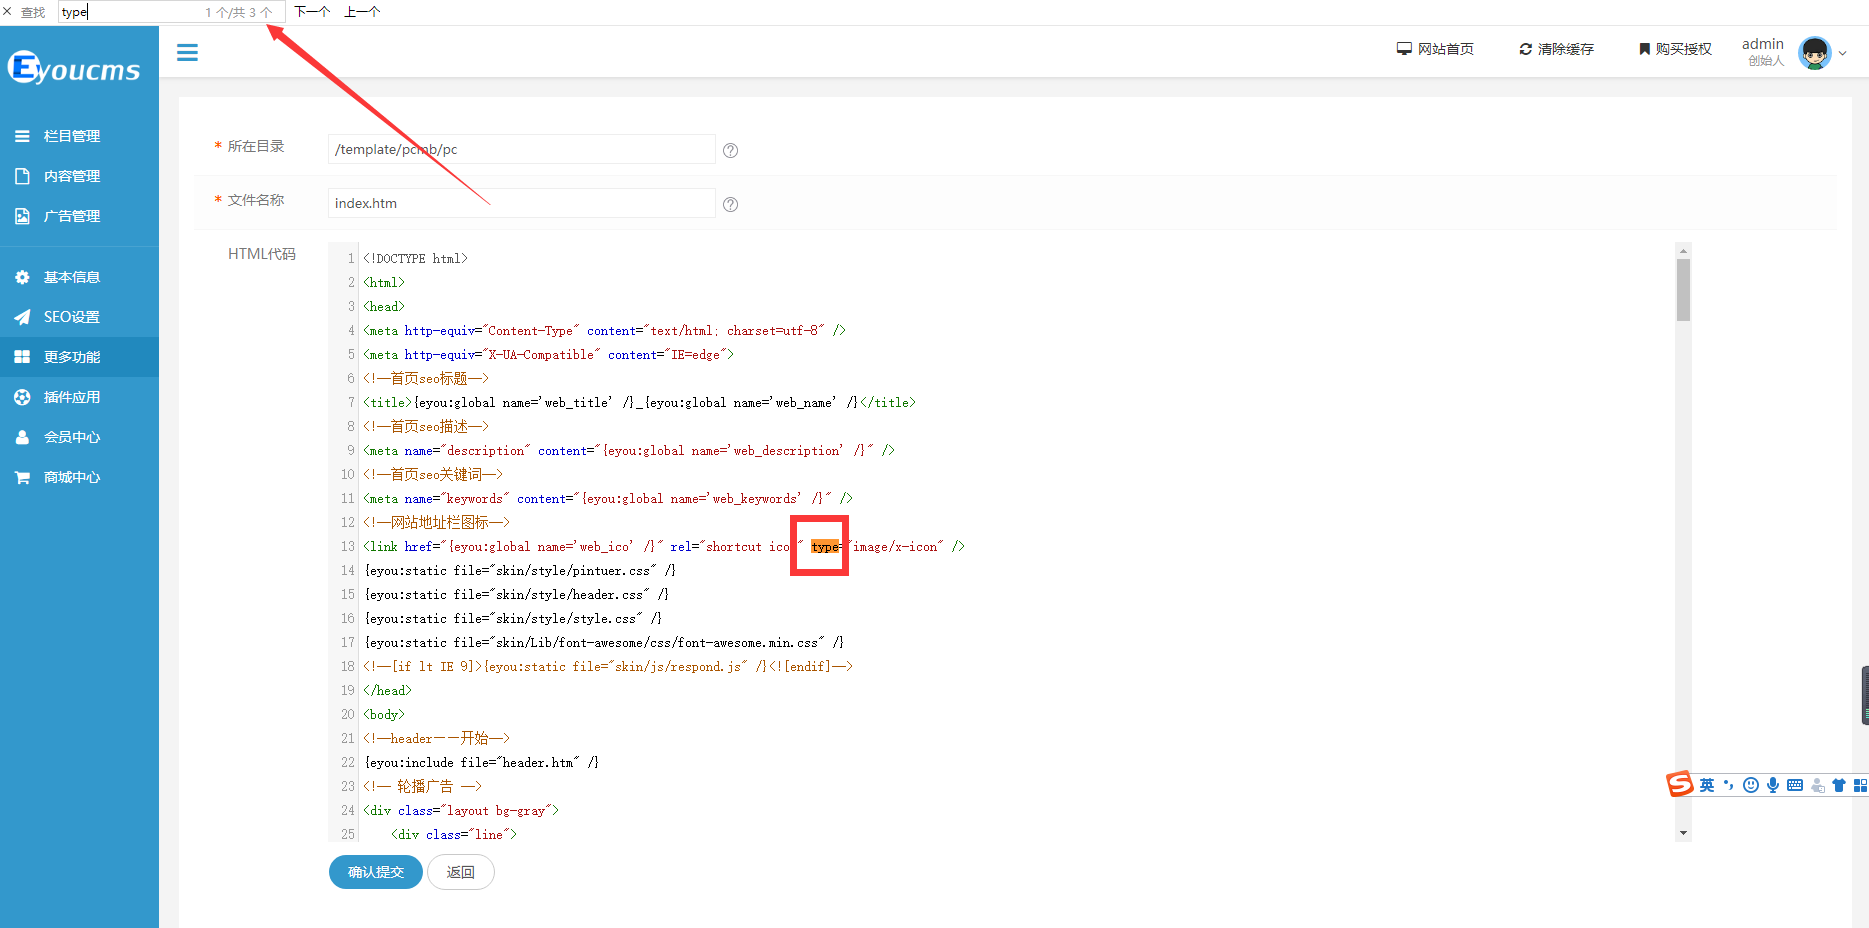 查找 type 1 个/共 3 个 下一个 上一个
Eyoucms
网站首页 清除缓存 购买授权 admin
创始人
栏目管理
内容管理
广告管理
基本信息
SEO设置
更多功能
插件应用
会员中心
商城中心
* 所在目录 /template/pcmb/pc
* 文件名称 index.htm
HTML代码
1 <!DOCTYPE html>
2 <html>
3 <head>
4 <meta http-equiv="Content-Type" content="text/html; charset=utf-8" />
5 <meta http-equiv="X-UA-Compatible" content="IE=edge">
6 <!--首页seo标题-->
7 <title>{eyou:global name='web_title' /}_{eyou:global name='web_name' /}</title>
8 <!--首页seo描述-->
9 <meta name="description" content="{eyou:global name='web_description' /}" />
10 <!--首页seo关键词-->
11 <meta name="keywords" content="{eyou:global name='web_keywords' /}" />
12 <!--网站地址栏图标-->
13 <link href="{eyou:global name='web_ico' /}" rel="shortcut icon" type="image/x-icon" />
14 {eyou:static file="skin/style/pintuer.css" /}
15 {eyou:static file="skin/style/header.css" /}
16 {eyou:static file="skin/style/style.css" /}
17 {eyou:static file="skin/Lib/font-awesome/css/font-awesome.min.css" /}
18 <!--[if lt IE 9]>{eyou:static file="skin/js/respond.js" /}<![endif]-->
19 </head>
20 <body>
21 <!--header－－开始-->
22 {eyou:include file="header.htm" /}
23 <!-- 轮播广告 -->
24 <div class="layout bg-gray">
25 <div class="line">
确认提交 返回
S 英